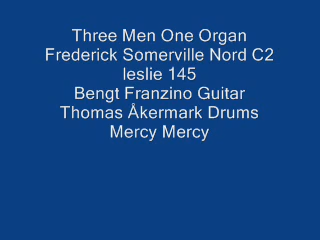 Three Men One Organ
Frederick Somerville Nord C2
leslie 145
Bengt Franzino Guitar
Thomas Åkermark Drums
Mercy Mercy